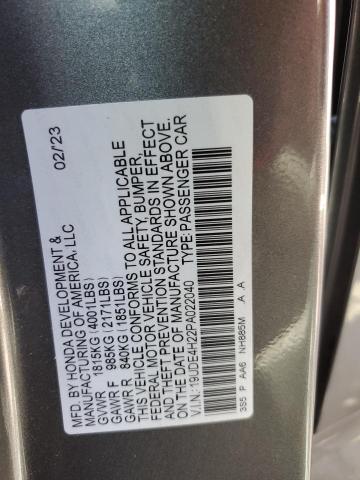 MFD. BY HONDA DEVELOPMENT & 02/23
MANUFACTURING OF AMERICA, LLC
GVWR 1815KG(4001LBS)
GAWR F 985KG(2171LBS)
GAWR R 840KG(1851LBS)
THIS VEHICLE CONFORMS TO ALL APPLICABLE
FEDERAL MOTOR VEHICLE SAFETY, BUMPER,
AND THEFT PREVENTION STANDARDS IN EFFECT
ON THE DATE OF MANUFACTURE SHOWN ABOVE.
V.I.N.:19UDE4H22PA022040 TYPE:PASSENGER CAR
3S5 P AA6 NH885M A A